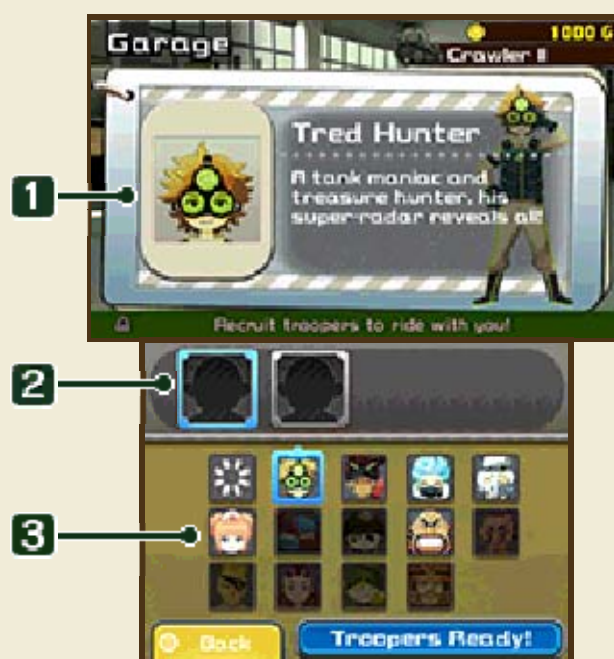 Garage
1000 G
Crawler II
Tred Hunter
A tank maniac and
treasure hunter, his
super-radar reveals all!
Recruit troopers to ride with you!
1
2
3
Back
Troopers Ready!